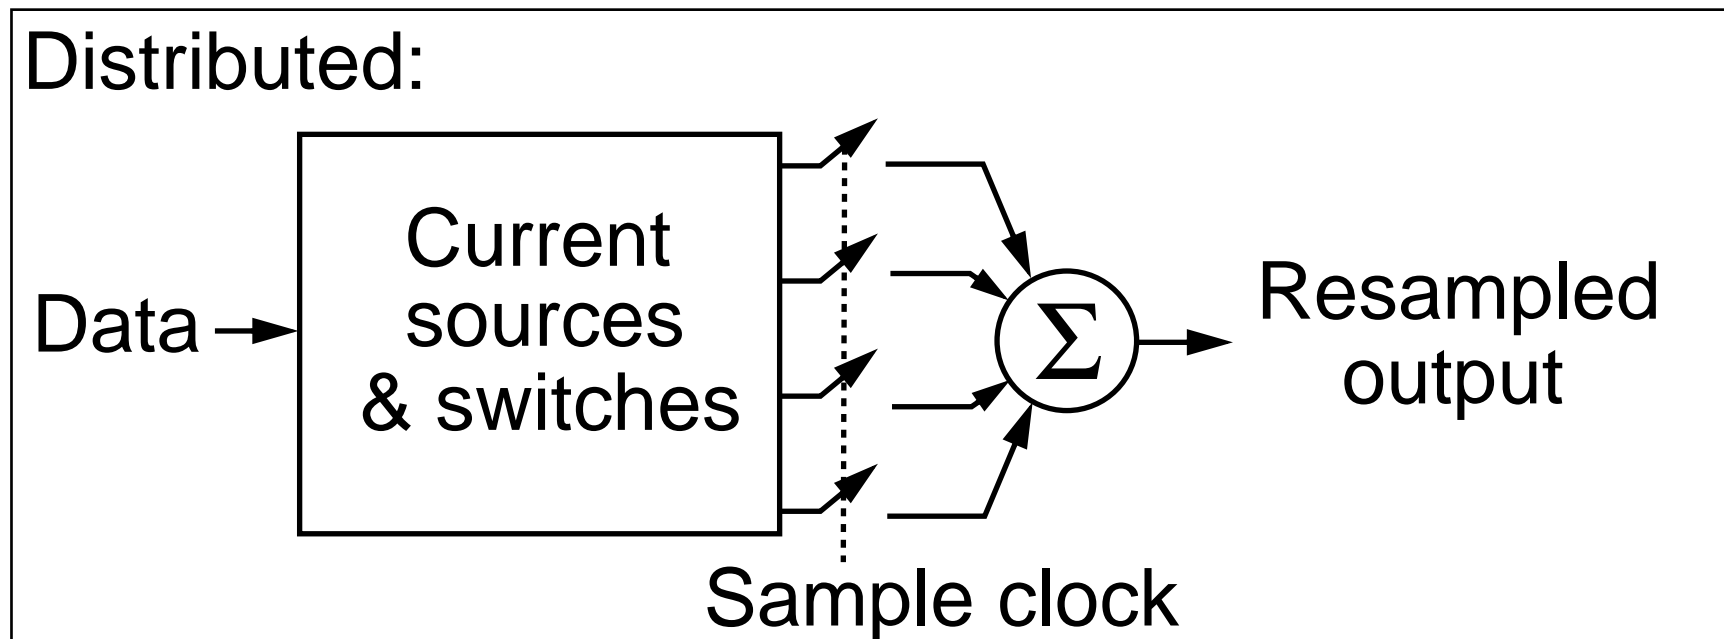 Distributed:
Data
Current
sources
& switches
Σ
Resampled
output
Sample clock